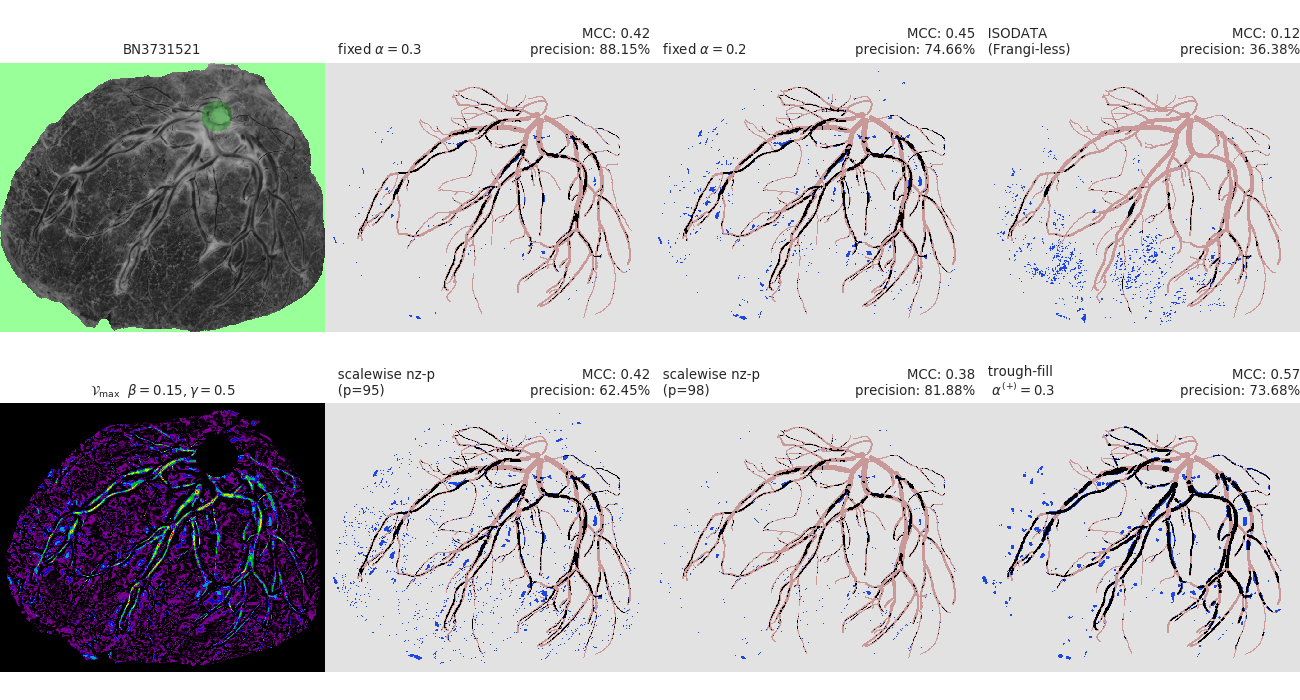 BN3731521
fixed α = 0.3
MCC: 0.42
precision: 88.15%
fixed α = 0.2
MCC: 0.45
precision: 74.66%
ISODATA
(Frangi-less)
MCC: 0.12
precision: 36.38%
𝒱max β = 0.15, γ = 0.5
scalewise nz-p
(p=95)
MCC: 0.42
precision: 62.45%
scalewise nz-p
(p=98)
MCC: 0.38
precision: 81.88%
trough-fill
α(+) = 0.3
MCC: 0.57
precision: 73.68%